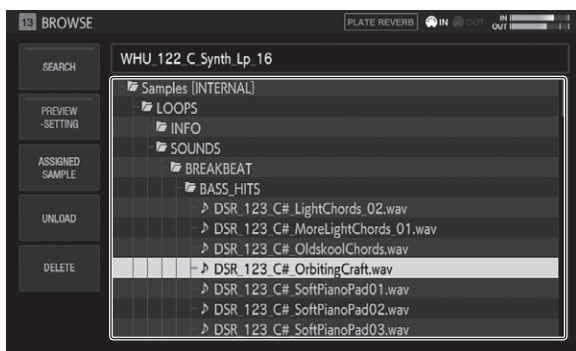 13 BROWSE
PLATE REVERB IN OUT IN
OUT
SEARCH
PREVIEW
-SETTING
ASSIGNED
SAMPLE
UNLOAD
DELETE
WHU_122_C_Synth_Lp_16
Samples [INTERNAL]
LOOPS
INFO
SOUNDS
BREAKBEAT
BASS_HITS
DSR_123_C#_LightChords_02.wav
DSR_123_C#_MoreLightChords_01.wav
DSR_123_C#_OldskoolChords.wav
DSR_123_C#_OrbitingCraft.wav
DSR_123_C#_SoftPianoPad01.wav
DSR_123_C#_SoftPianoPad02.wav
DSR_123_C#_SoftPianoPad03.wav